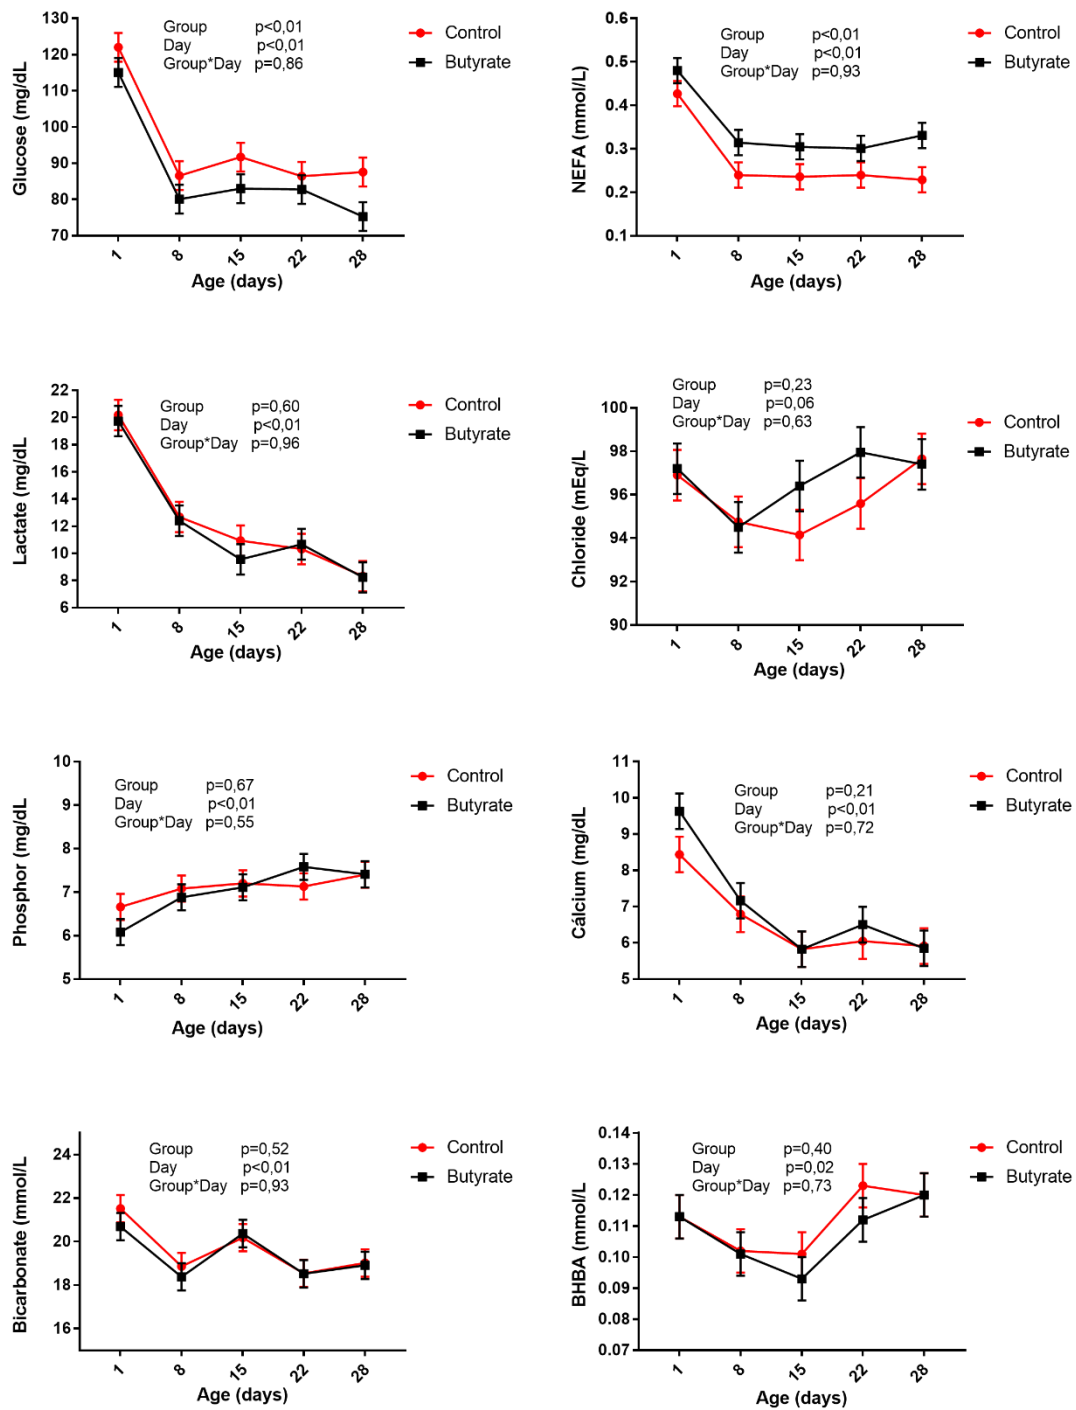 Group p<0,01
Day p<0,01
Group*Day p=0,86
Control
Butyrate
Glucose (mg/dL)
130
120
110
100
90
80
70
1 8 15 22 28
Age (days)
Group p<0,01
Day p<0,01
Group*Day p=0,93
Control
Butyrate
NEFA (mmol/L)
0.6
0.5
0.4
0.3
0.2
0.1
1 8 15 22 28
Age (days)
Group p=0,60
Day p<0,01
Group*Day p=0,96
Control
Butyrate
Lactate (mg/dL)
22
20
18
16
14
12
10
8
6
1 8 15 22 28
Age (days)
Group p=0,23
Day p=0,06
Group*Day p=0,63
Control
Butyrate
Chloride (mEq/L
100
98
96
94
92
90
1 8 15 22 28
Age (days)
Group p=0,67
Day p<0,01
Group*Day p=0,55
Control
Butyrate
Phosphor (mg/dL)
10
9
8
7
6
5
1 8 15 22 28
Age (days)
Group p=0,21
Day p<0,01
Group*Day p=0,72
Control
Butyrate
Cálcium (mg/dL
11
10
9
8
7
6
5
1 8 15 22 28
Age (days)
Group p=0,52
Day p<0,01
Group*Day p=0,93
Control
Butyrate
Bicarbonate (mmol/L)
24
22
20
18
16
1 8 15 22 28
Age (days)
Group p=0,40
Day p=0,02
Group*Day p=0,73
Control
Butyrate
BHBA (mmol/L)
0.14
0.13
0.12
0.11
0.10
0.09
0.08
0.07
1 8 15 22 28
Age (days)